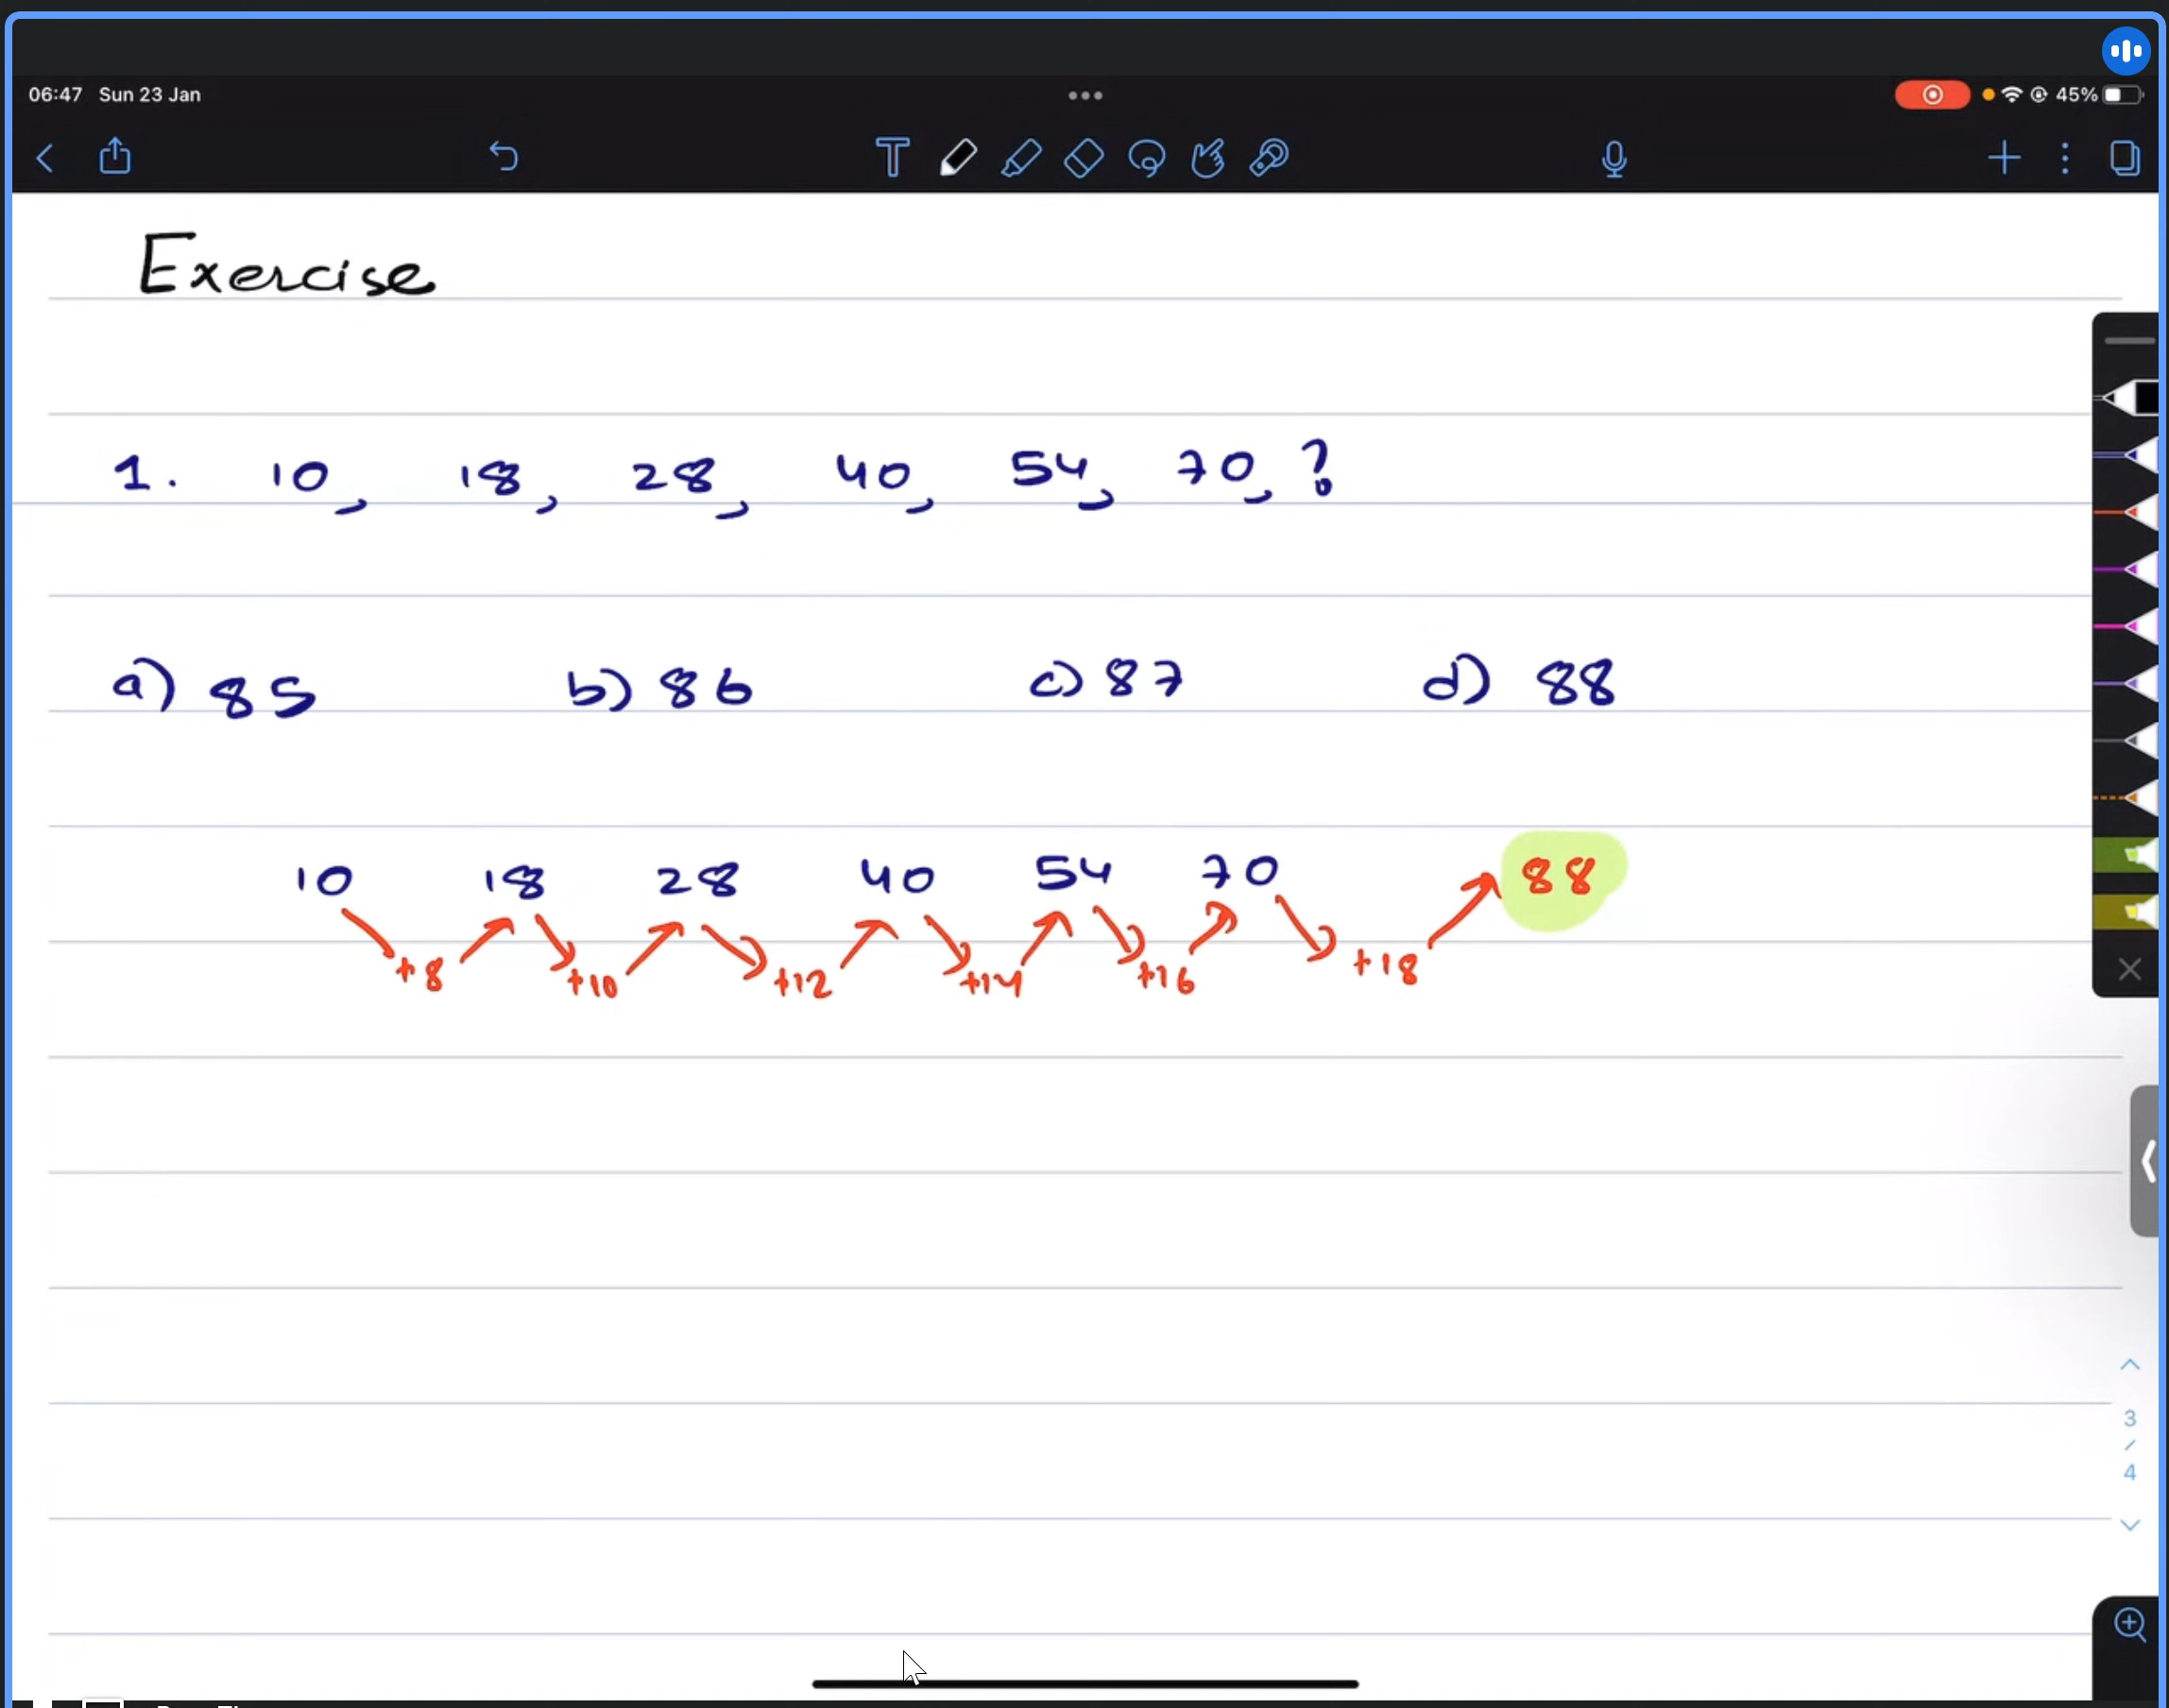 06:47 Sun 23 Jan
45%
Exercise
1. 10, 18, 28, 40, 54, 70, ?
a) 85 b) 86 c) 87 d) 88
10 18 28 40 54 70 88
+8 +10 +12 +14 +16 +18
3
/
4